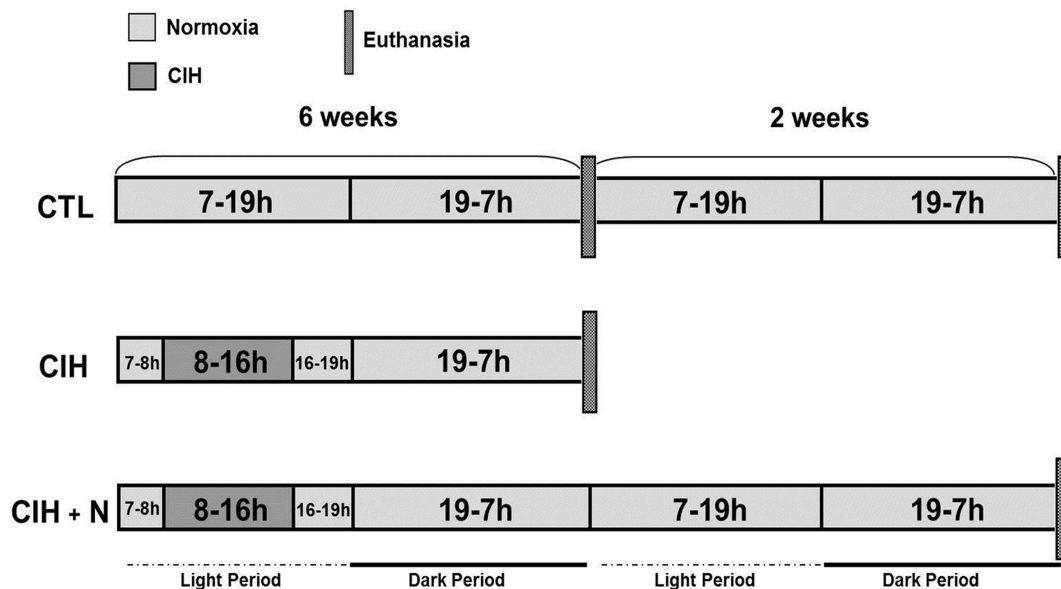 Normoxia
Euthanasia
CIH
6 weeks
2 weeks
CTL
7-19h
19-7h
7-19h
19-7h
CIH
7-8h
8-16h
16-19h
19-7h
CIH + N
7-8h
8-16h
16-19h
19-7h
7-19h
19-7h
Light Period
Dark Period
Light Period
Dark Period